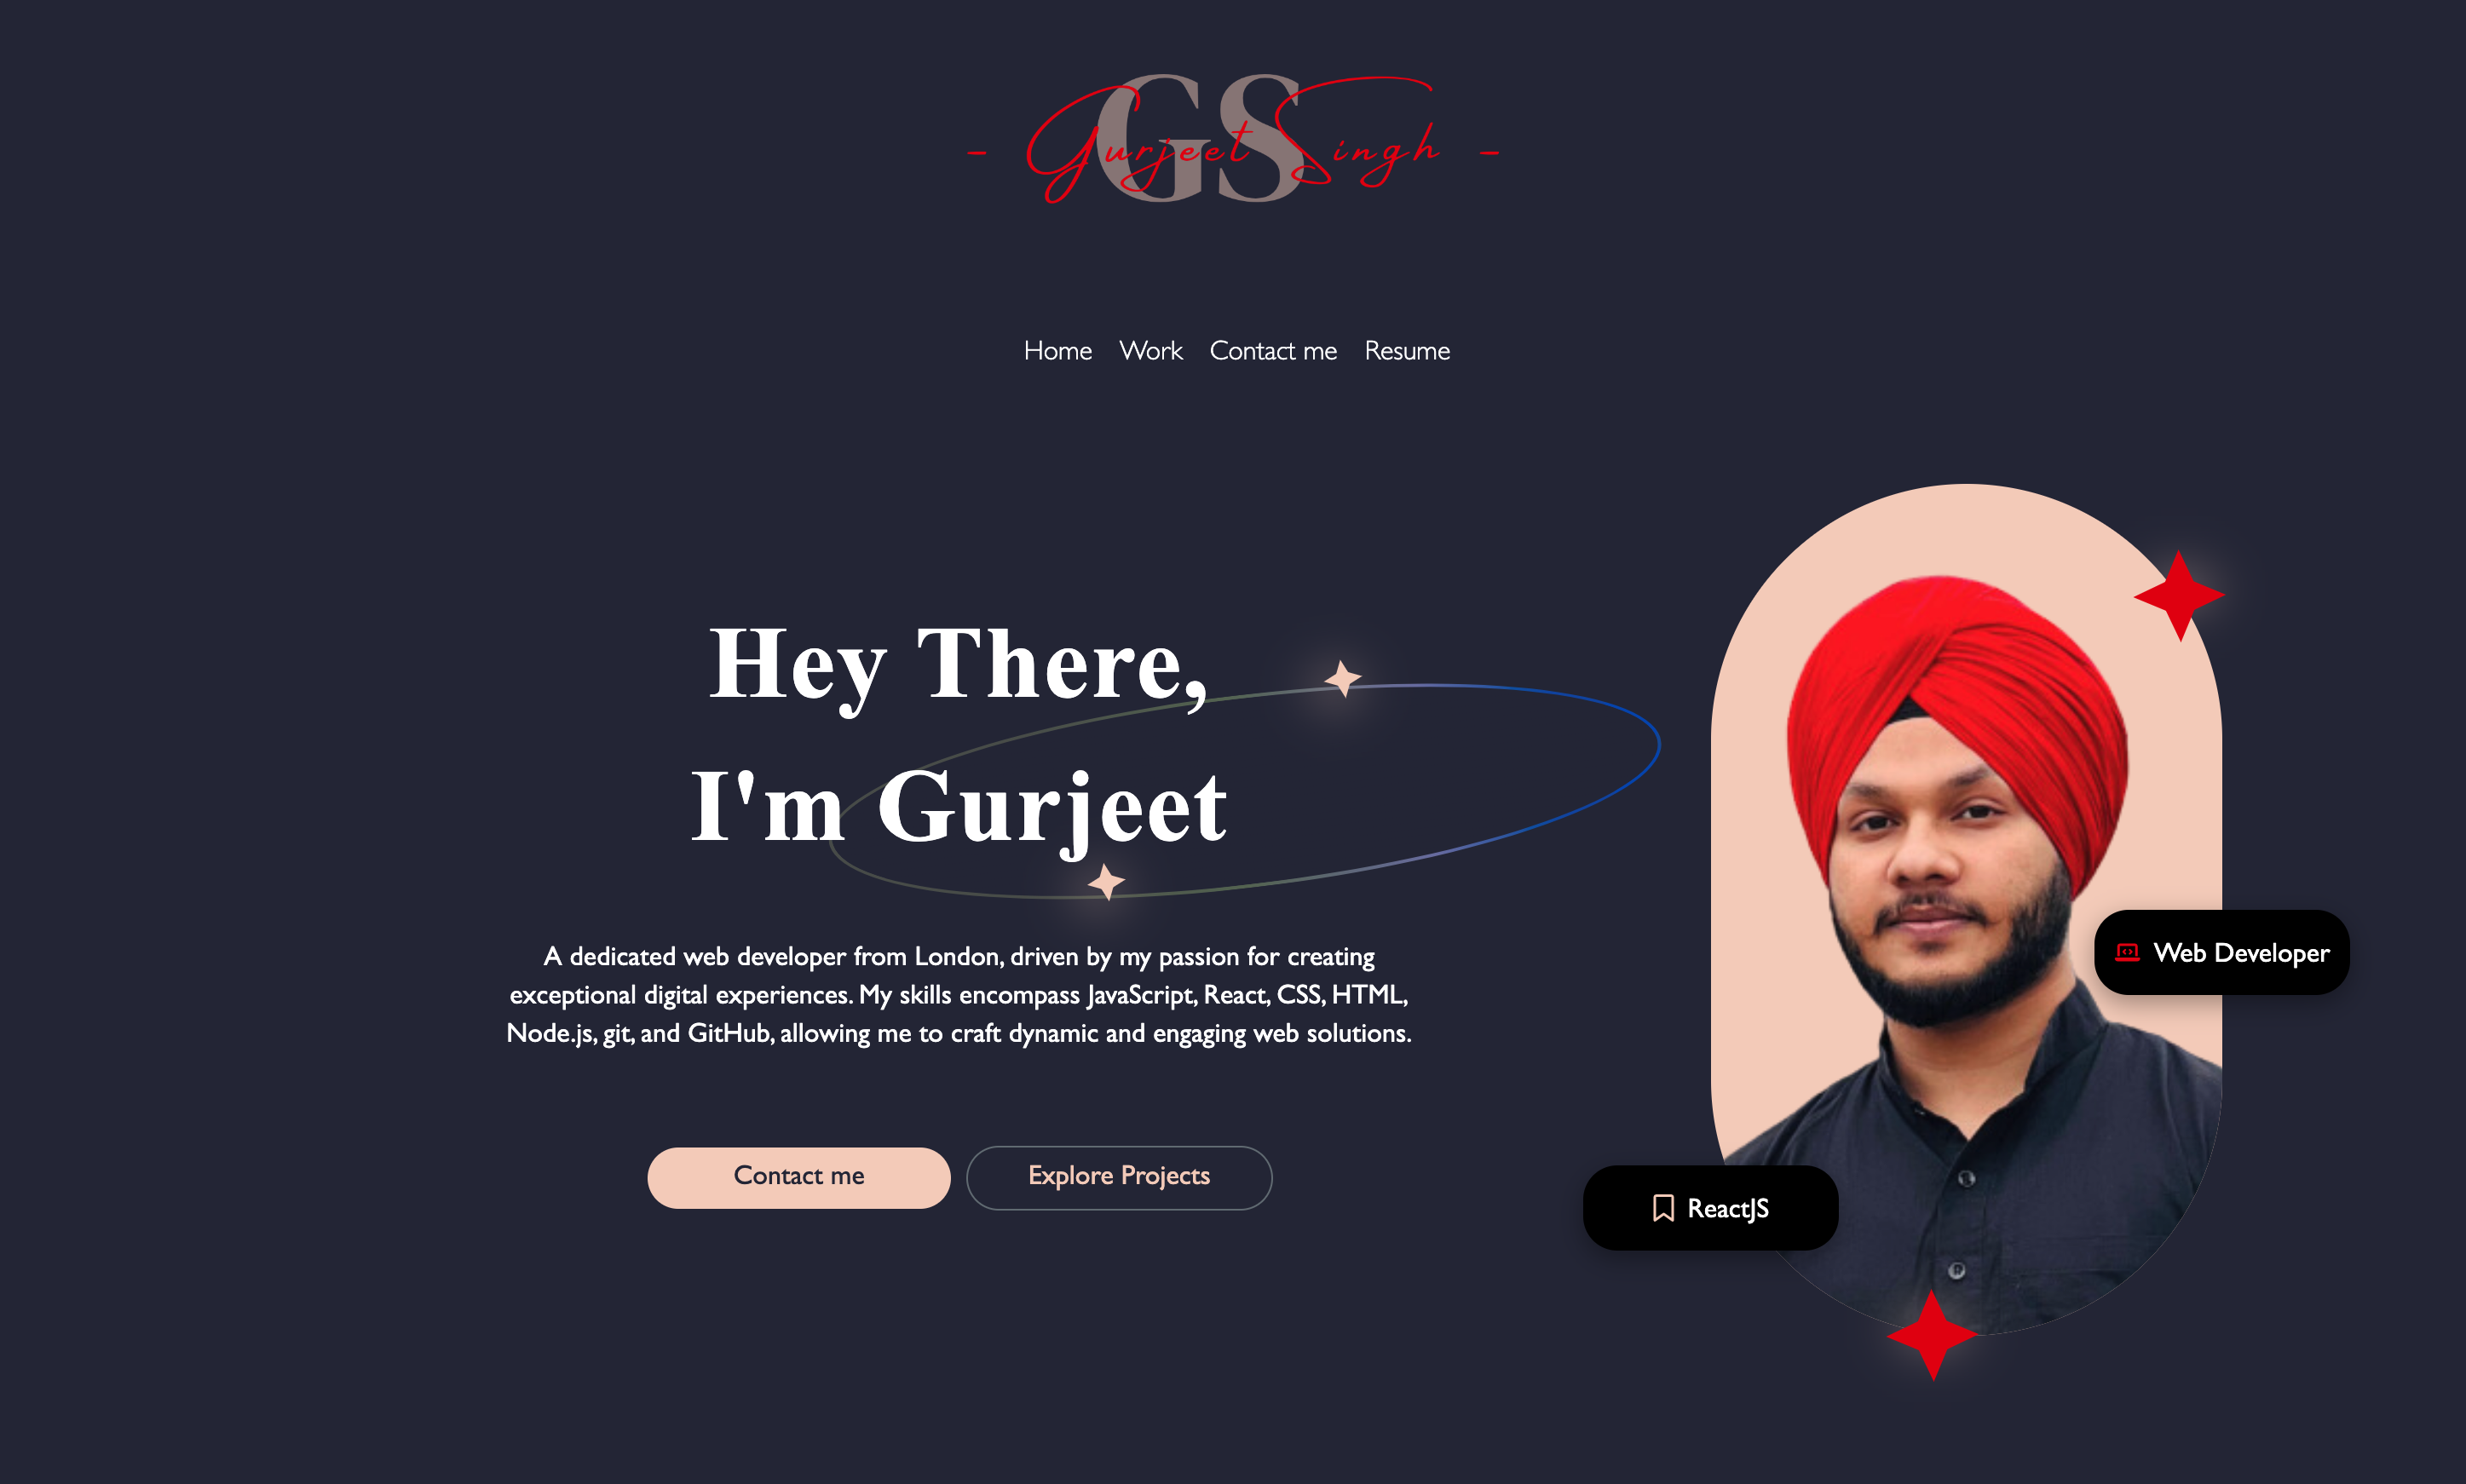 GS
- Gurjeet Singh -
Home Work Contact me Resume
Hey There,
I'm Gurjeet
A dedicated web developer from London, driven by my passion for creating
exceptional digital experiences. My skills encompass JavaScript, React, CSS, HTML,
Node.js, git, and GitHub, allowing me to craft dynamic and engaging web solutions.
Contact me Explore Projects
Web Developer
ReactJS